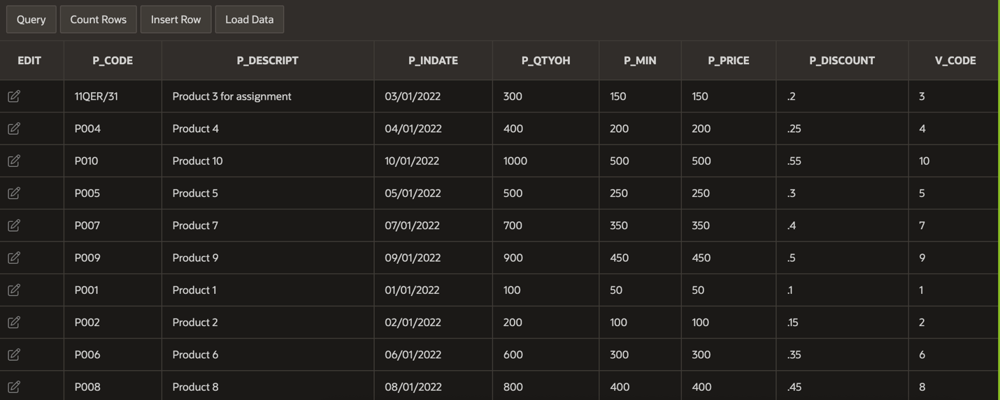 Query Count Rows Insert Row Load Data
EDIT P_CODE P_DESCRIPT P_INDATE P_QTYOH P_MIN P_PRICE P_DISCOUNT V_CODE
11QER/31 Product 3 for assignment 03/01/2022 300 150 150 .2 3
P004 Product 4 04/01/2022 400 200 200 .25 4
P010 Product 10 10/01/2022 1000 500 500 .55 10
P005 Product 5 05/01/2022 500 250 250 .3 5
P007 Product 7 07/01/2022 700 350 350 .4 7
P009 Product 9 09/01/2022 900 450 450 .5 9
P001 Product 1 01/01/2022 100 50 50 .1 1
P002 Product 2 02/01/2022 200 100 100 .15 2
P006 Product 6 06/01/2022 600 300 300 .35 6
P008 Product 8 08/01/2022 800 400 400 .45 8